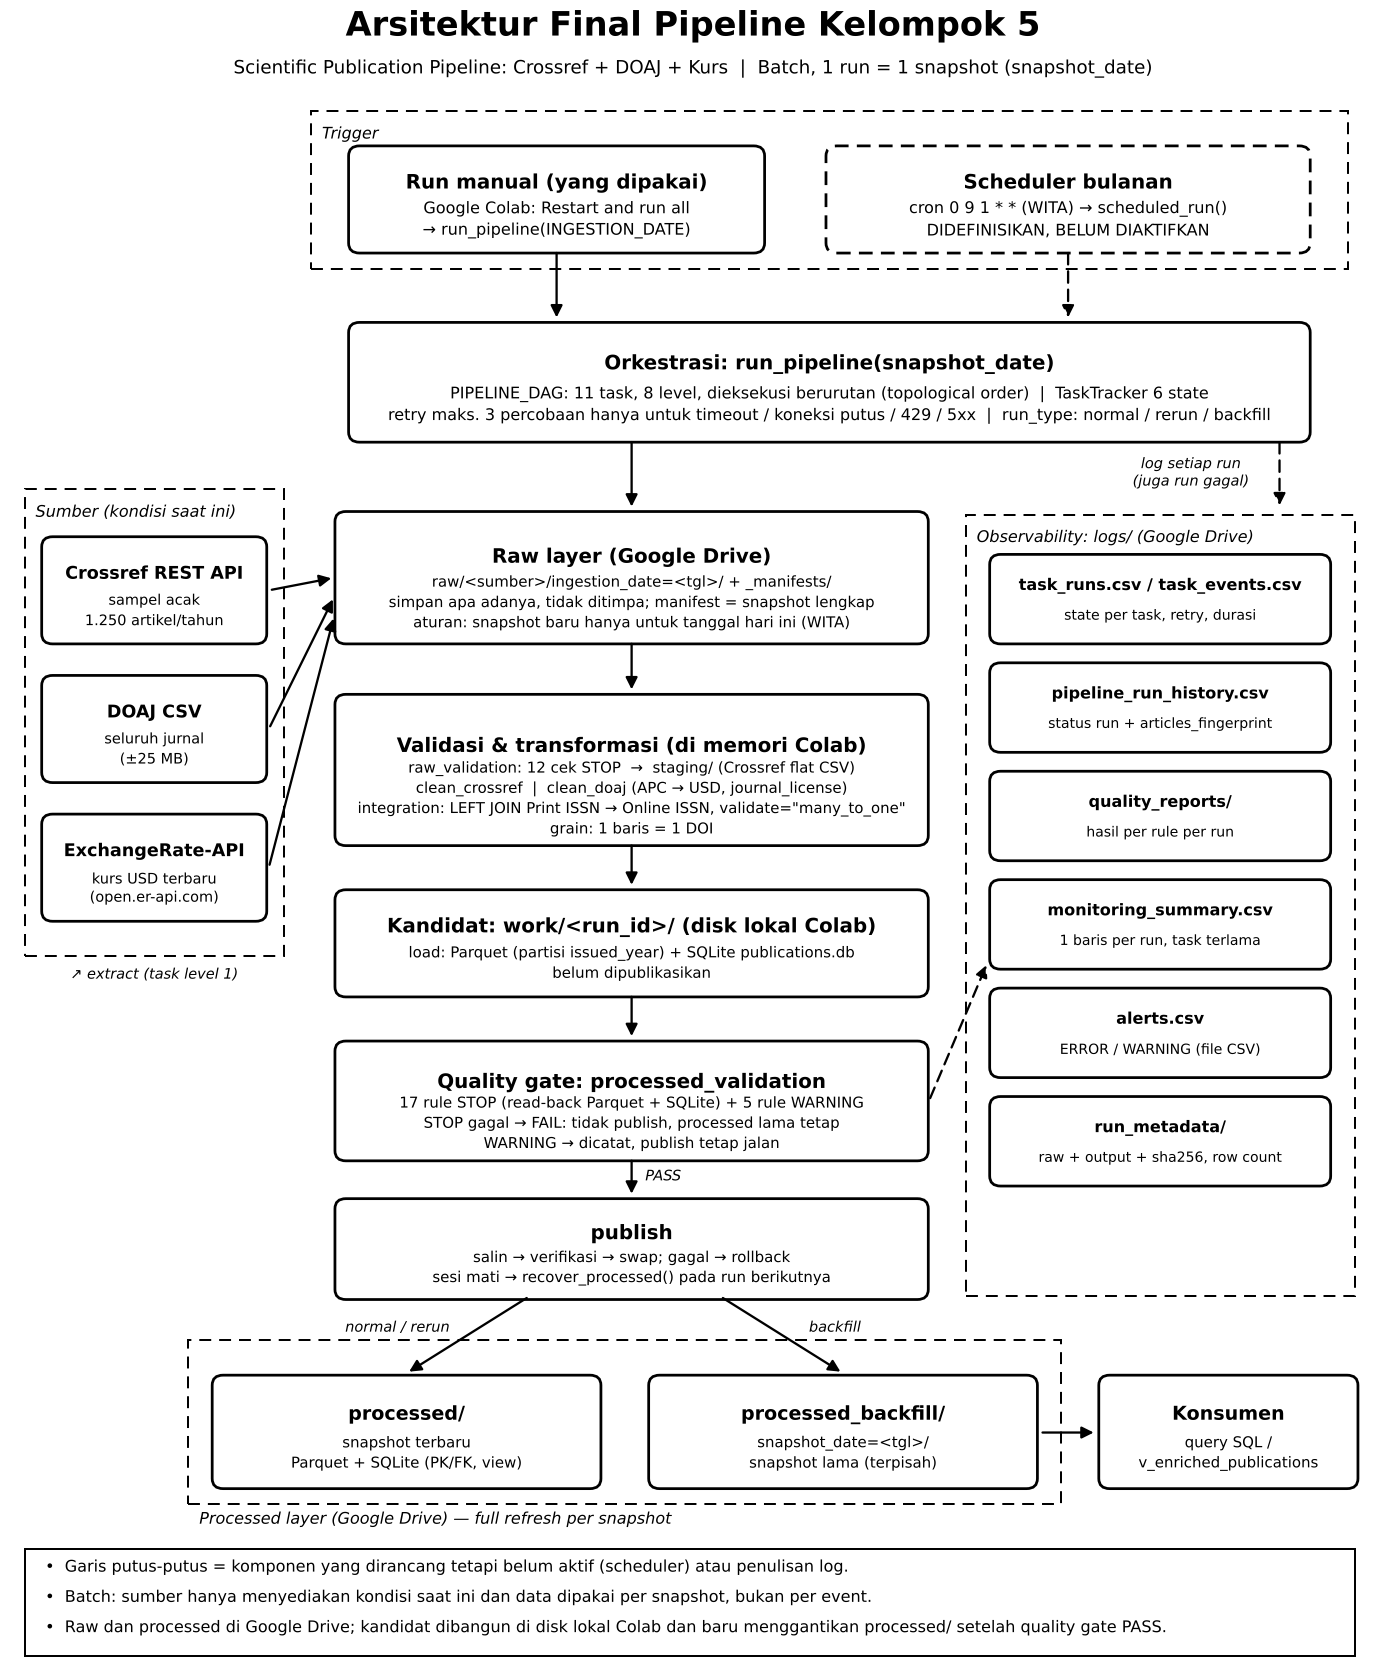 Arsitektur Final Pipeline Kelompok 5
Scientific Publication Pipeline: Crossref + DOAJ + Kurs | Batch, 1 run = 1 snapshot (snapshot_date)
Trigger
Run manual (yang dipakai)
Google Colab: Restart and run all
→ run_pipeline(INGESTION_DATE)
Scheduler bulanan
cron 0 9 1 * * (WITA) → scheduled_run()
DIDEFINISIKAN, BELUM DIAKTIFKAN
Orkestrasi: run_pipeline(snapshot_date)
PIPELINE_DAG: 11 task, 8 level, dieksekusi berurutan (topological order) | TaskTracker 6 state
retry maks. 3 percobaan hanya untuk timeout / koneksi putus / 429 / 5xx | run_type: normal / rerun / backfill
log setiap run
(juga run gagal)
Sumber (kondisi saat ini)
Crossref REST API
sampel acak
1.250 artikel/tahun
DOAJ CSV
seluruh jurnal
(±25 MB)
ExchangeRate-API
kurs USD terbaru
(open.er-api.com)
↗ extract (task level 1)
Raw layer (Google Drive)
raw/<sumber>/ingestion_date=<tgl>/ + _manifests/
simpan apa adanya, tidak ditimpa; manifest = snapshot lengkap
aturan: snapshot baru hanya untuk tanggal hari ini (WITA)
Validasi & transformasi (di memori Colab)
raw_validation: 12 cek STOP → staging/ (Crossref flat CSV)
clean_crossref | clean_doaj (APC → USD, journal_license)
integration: LEFT JOIN Print ISSN → Online ISSN, validate="many_to_one"
grain: 1 baris = 1 DOI
Kandidat: work/<run_id>/ (disk lokal Colab)
load: Parquet (partisi issued_year) + SQLite publications.db
belum dipublikasikan
Quality gate: processed_validation
17 rule STOP (read-back Parquet + SQLite) + 5 rule WARNING
STOP gagal → FAIL: tidak publish, processed lama tetap
WARNING → dicatat, publish tetap jalan
PASS
publish
salin → verifikasi → swap; gagal → rollback
sesi mati → recover_processed() pada run berikutnya
Observability: logs/ (Google Drive)
task_runs.csv / task_events.csv
state per task, retry, durasi
pipeline_run_history.csv
status run + articles_fingerprint
quality_reports/
hasil per rule per run
monitoring_summary.csv
1 baris per run, task terlama
alerts.csv
ERROR / WARNING (file CSV)
run_metadata/
raw + output + sha256, row count
normal / rerun
backfill
processed/
snapshot terbaru
Parquet + SQLite (PK/FK, view)
processed_backfill/
snapshot_date=<tgl>/
snapshot lama (terpisah)
Konsumen
query SQL /
v_enriched_publications
Processed layer (Google Drive) — full refresh per snapshot
• Garis putus-putus = komponen yang dirancang tetapi belum aktif (scheduler) atau penulisan log.
• Batch: sumber hanya menyediakan kondisi saat ini dan data dipakai per snapshot, bukan per event.
• Raw dan processed di Google Drive; kandidat dibangun di disk lokal Colab dan baru menggantikan processed/ setelah quality gate PASS.